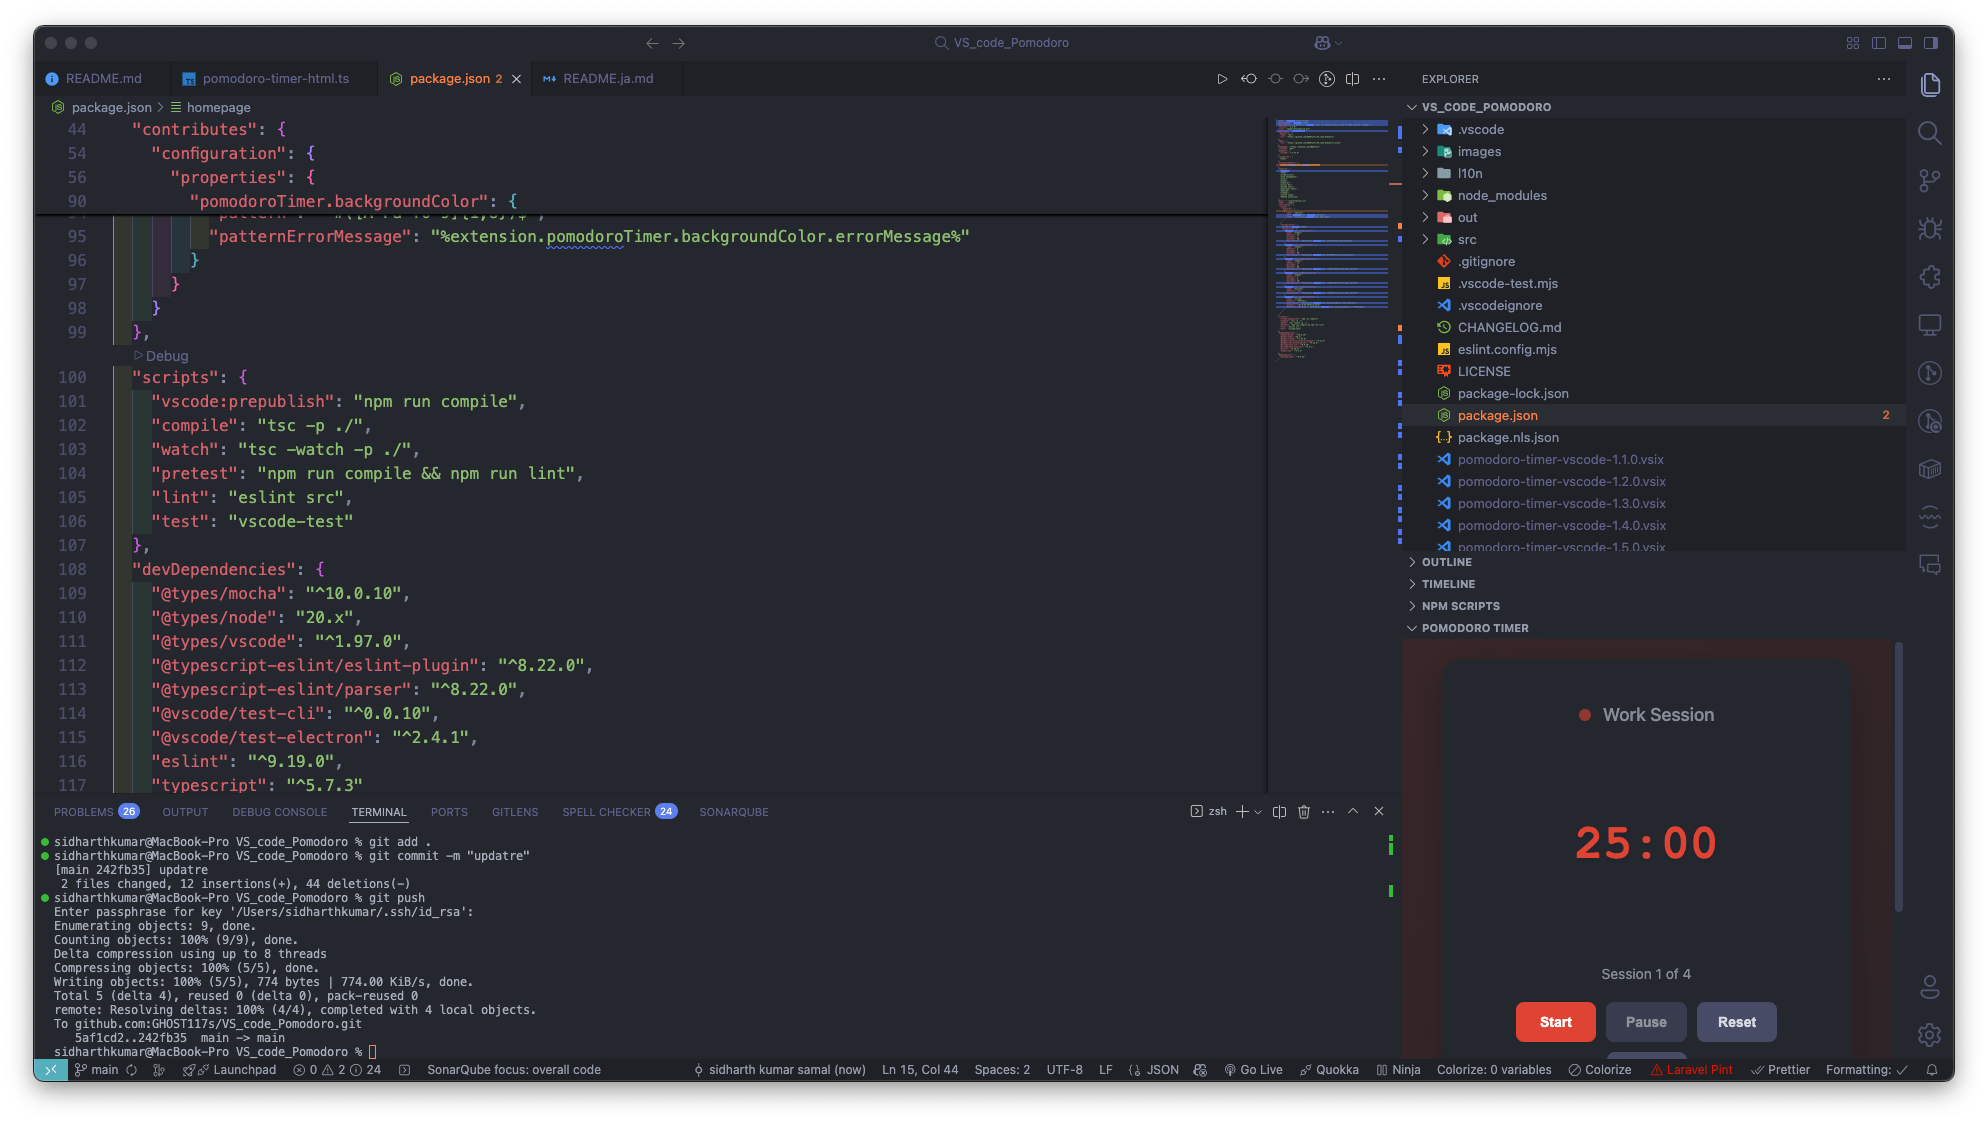 VS_code_Pomodoro
README.md
pomodoro-timer-html.ts
package.json 2
README.ja.md
package.json > homepage
44 "contributes": {
54 "configuration": {
56 "properties": {
90 "pomodoroTimer.backgroundColor": {
95 "patternErrorMessage": "%extension.pomodoroTimer.backgroundColor.errorMessage%"
96 }
97 }
98 }
99 },
Debug
100 "scripts": {
101 "vscode:prepublish": "npm run compile",
102 "compile": "tsc -p ./",
103 "watch": "tsc -watch -p ./",
104 "pretest": "npm run compile && npm run lint",
105 "lint": "eslint src",
106 "test": "vscode-test"
107 },
108 "devDependencies": {
109 "@types/mocha": "^10.0.10",
110 "@types/node": "20.x",
111 "@types/vscode": "^1.97.0",
112 "@typescript-eslint/eslint-plugin": "^8.22.0",
113 "@typescript-eslint/parser": "^8.22.0",
114 "@vscode/test-cli": "^0.0.10",
115 "@vscode/test-electron": "^2.4.1",
116 "eslint": "^9.19.0",
117 "typescript": "^5.7.3"
PROBLEMS 26 OUTPUT DEBUG CONSOLE TERMINAL PORTS GITLENS SPELL CHECKER 24 SONARQUBE
zsh
sidharthkumar@MacBook-Pro VS_code_Pomodoro % git add .
sidharthkumar@MacBook-Pro VS_code_Pomodoro % git commit -m "updatre"
[main 242fb35] updatre
2 files changed, 12 insertions(+), 44 deletions(-)
sidharthkumar@MacBook-Pro VS_code_Pomodoro % git push
Enter passphrase for key '/Users/sidharthkumar/.ssh/id_rsa':
Enumerating objects: 9, done.
Counting objects: 100% (9/9), done.
Delta compression using up to 8 threads
Compressing objects: 100% (5/5), done.
Writing objects: 100% (5/5), 774 bytes | 774.00 KiB/s, done.
Total 5 (delta 4), reused 0 (delta 0), pack-reused 0
remote: Resolving deltas: 100% (4/4), completed with 4 local objects.
To github.com:GHOST117s/VS_code_Pomodoro.git
5af1cd2..242fb35 main -> main
sidharthkumar@MacBook-Pro VS_code_Pomodoro %
EXPLORER
VS_CODE_POMODORO
.vscode
images
l10n
node_modules
out
src
.gitignore
.vscode-test.mjs
.vscodeignore
CHANGELOG.md
eslint.config.mjs
LICENSE
package-lock.json
package.json 2
package.nls.json
pomodoro-timer-vscode-1.1.0.vsix
pomodoro-timer-vscode-1.2.0.vsix
pomodoro-timer-vscode-1.3.0.vsix
pomodoro-timer-vscode-1.4.0.vsix
pomodoro-timer-vscode-1.5.0.vsix
OUTLINE
TIMELINE
NPM SCRIPTS
POMODORO TIMER
Work Session
25:00
Session 1 of 4
Start Pause Reset
main Launchpad 0 2 24 SonarQube focus: overall code sidharth kumar samal (now) Ln 15, Col 44 Spaces: 2 UTF-8 LF JSON Go Live Quokka Ninja Colorize: 0 variables Colorize Laravel Pint Prettier Formatting: